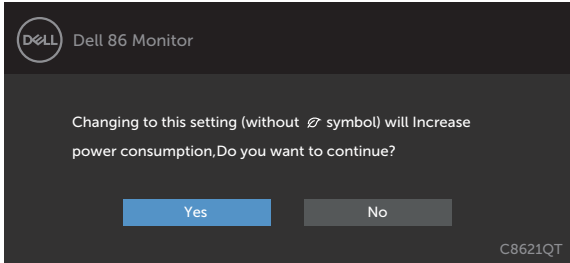 DELL
Dell 86 Monitor
Changing to this setting (without symbol) will Increase
power consumption,Do you want to continue?
Yes
No
C8621QT